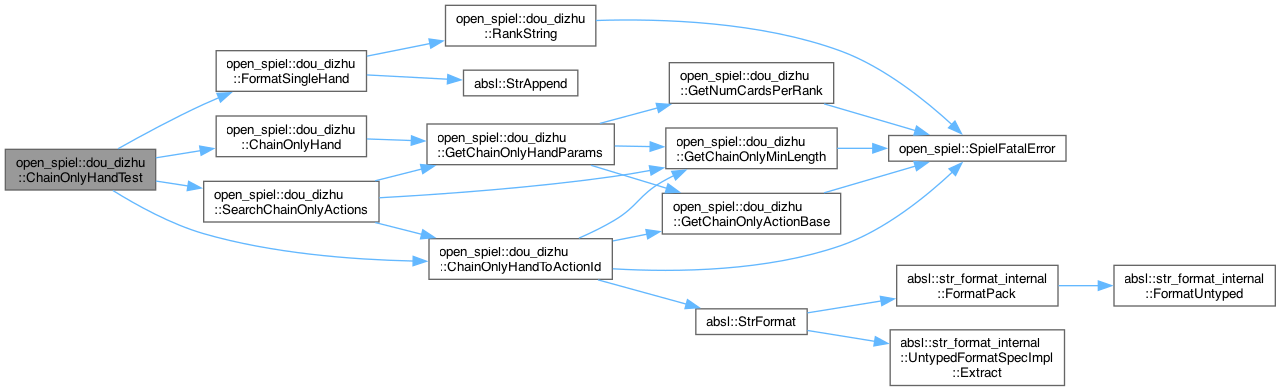 open_spiel::dou_dizhu
::ChainOnlyHandTest
open_spiel::dou_dizhu
::FormatSingleHand
open_spiel::dou_dizhu
::RankString
absl::StrAppend
open_spiel::dou_dizhu
::ChainOnlyHand
open_spiel::dou_dizhu
::GetChainOnlyHandParams
open_spiel::dou_dizhu
::SearchChainOnlyActions
open_spiel::dou_dizhu
::ChainOnlyHandToActionId
open_spiel::dou_dizhu
::GetNumCardsPerRank
open_spiel::dou_dizhu
::GetChainOnlyMinLength
open_spiel::dou_dizhu
::GetChainOnlyActionBase
open_spiel::SpielFatalError
absl::StrFormat
absl::str_format_internal
::FormatPack
absl::str_format_internal
::FormatUntyped
absl::str_format_internal
::UntypedFormatSpecImpl
::Extract